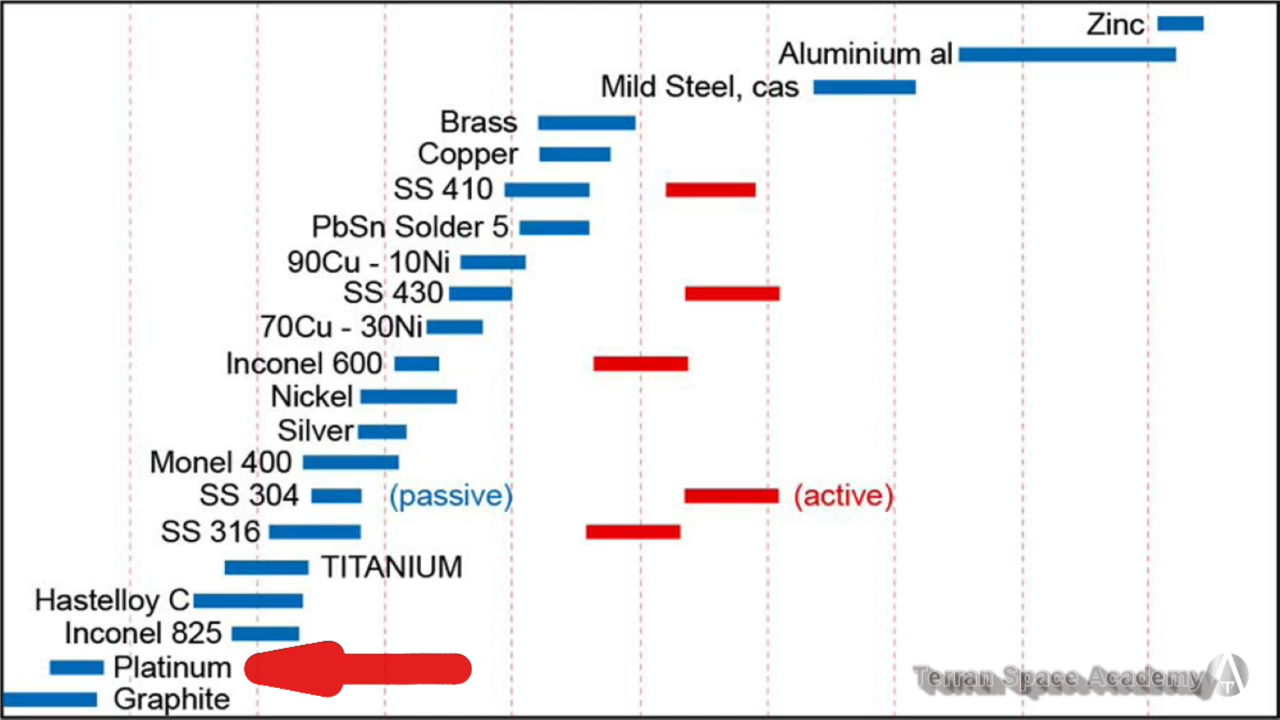 Zinc
Aluminium al
Mild Steel, cas
Brass
Copper
SS 410
PbSn Solder 5
90Cu - 10Ni
SS 430
70Cu - 30Ni
Inconel 600
Nickel
Silver
Monel 400
SS 304 (passive) (active)
SS 316
TITANIUM
Hastelloy C
Inconel 825
Platinum
Graphite
Terran Space Academy